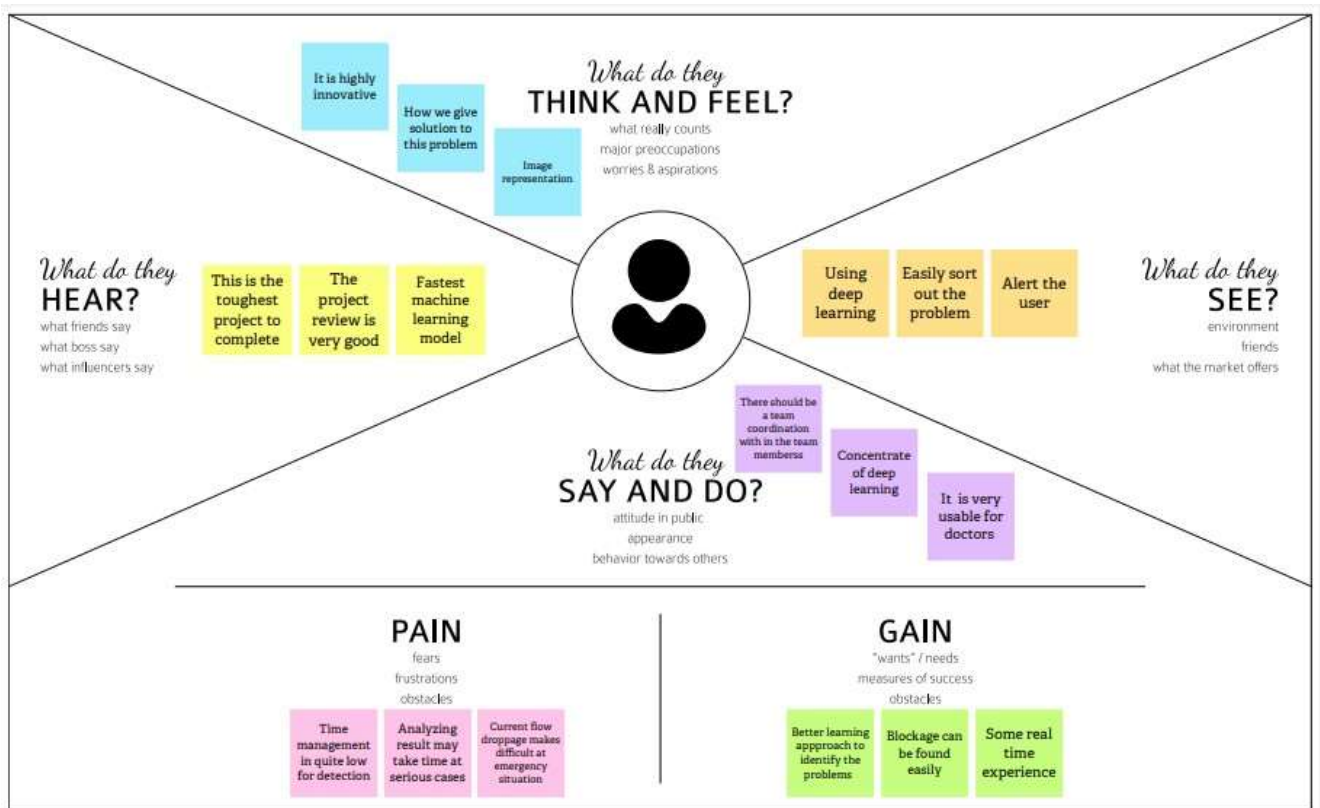 It is highly
innovative
How we give
solution to
this problem
Image
representation
What do they
THINK AND FEEL?
what really counts
major preoccupations
worries & aspirations
What do they
HEAR?
what friends say
what boss say
what influencers say
This is the
toughest
project to
complete
The
project
review is
very good
Fastest
machine
learning
model
Using
deep
learning
Easily sort
out the
problem
Alert the
user
What do they
SEE?
environment
friends
what the market offers
What do they
SAY AND DO?
attitude in public
appearance
behavior towards others
There should be
a team
coordination
with in the team
memberss
Concentrate
of deep
learning
It is very
usable for
doctors
PAIN
fears
frustrations
obstacles
Time
management
in quite low
for detection
Analyzing
result may
take time at
serious cases
Current flow
droppage makes
difficult at
emergency
situation
GAIN
"wants" / needs
measures of success
obstacles
Better learning
appproach to
identify the
problems
Blockage can
be found
easily
Some real
time
experience